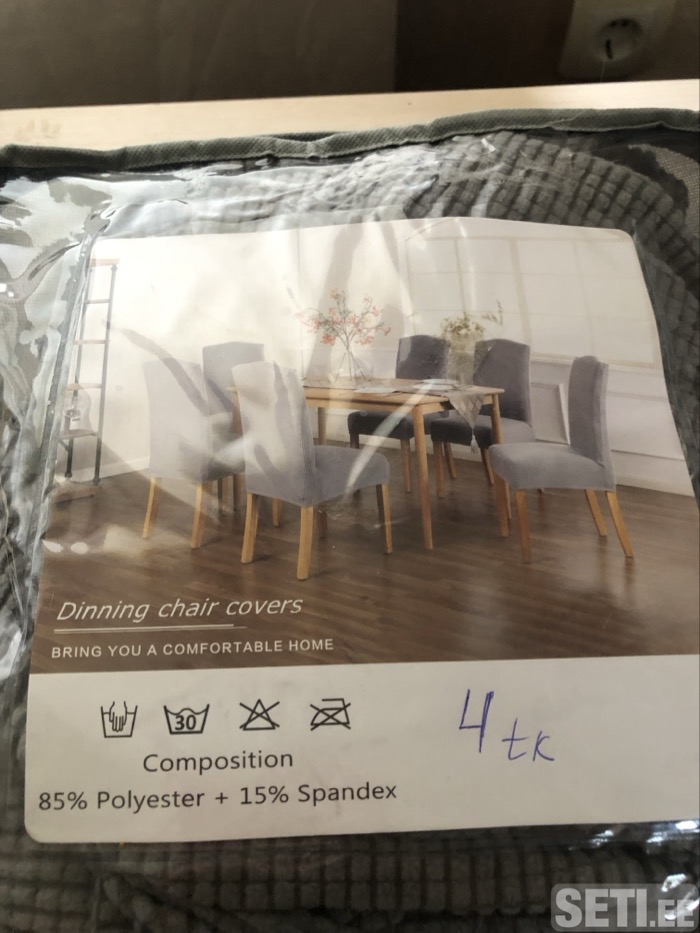 Dinning chair covers
BRING YOU A COMFORTABLE HOME
30
Composition
85% Polyester + 15% Spandex
4 tk
SETI.EE